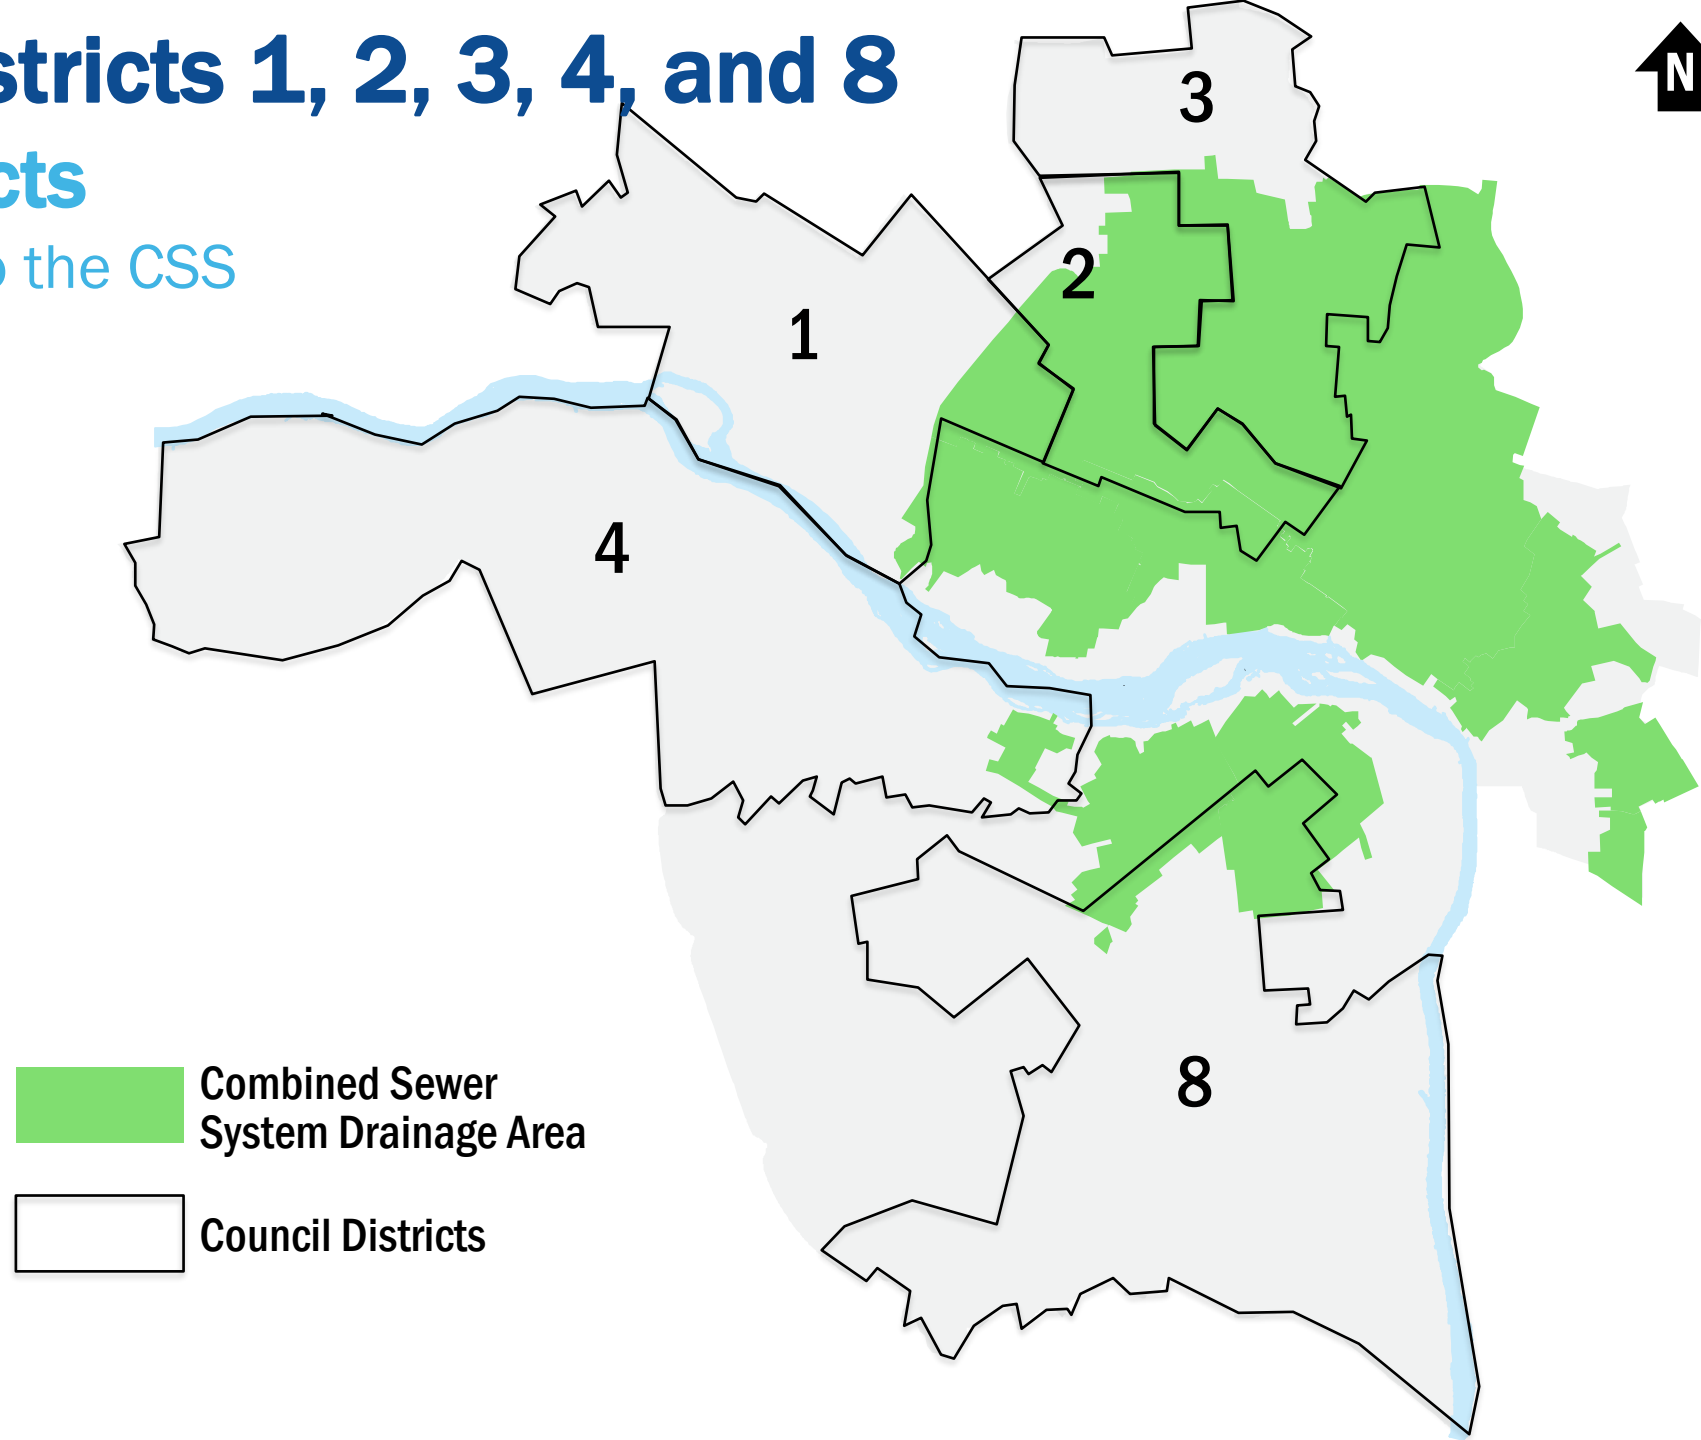 stricts 1, 2, 3, 4, and 8
cts
o the CSS
N
3
2
1
4
8
Combined Sewer
System Drainage Area
Council Districts